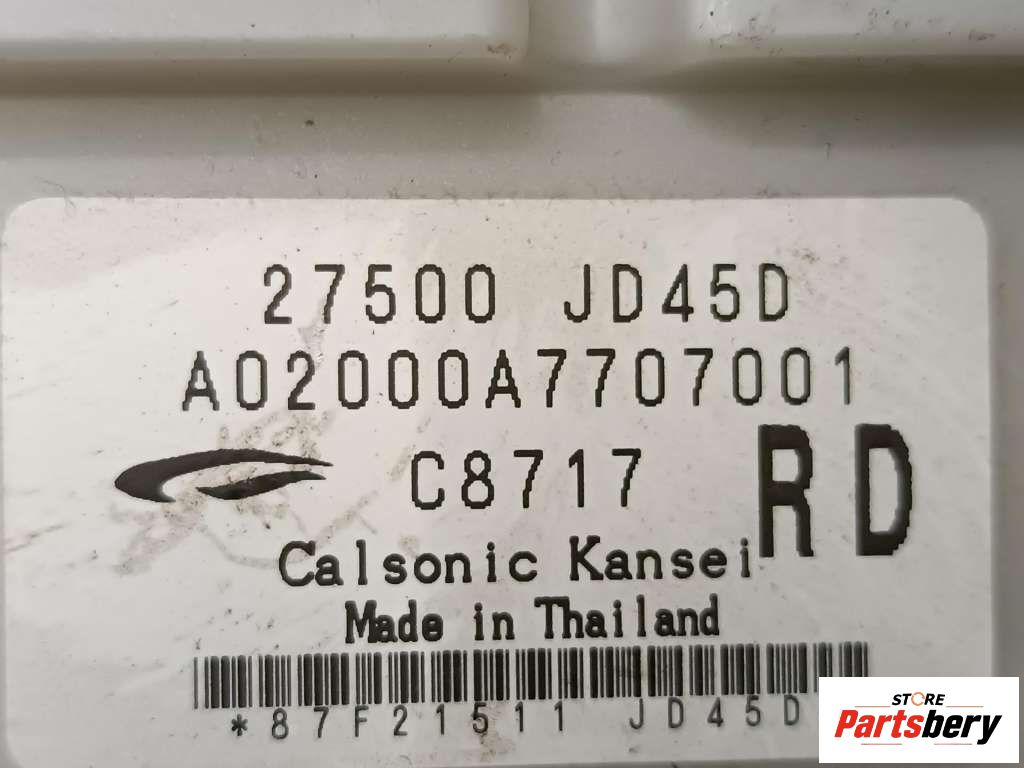 27500 JD45D
A02000A7707001
C8717
RD
Calsonic Kansei
Made in Thailand
*87F21511 JD45D
STORE
Partsbery